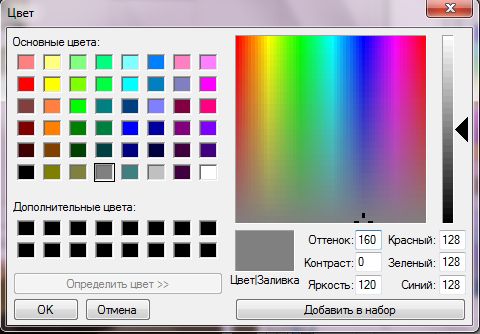 Цвет
Основные цвета:
Дополнительные цвета:
Определить цвет >>
OK Отмена
Цвет|Заливка
Оттенок: 160 Красный: 128
Контраст: 0 Зеленый: 128
Яркость: 120 Синий: 128
Добавить в набор